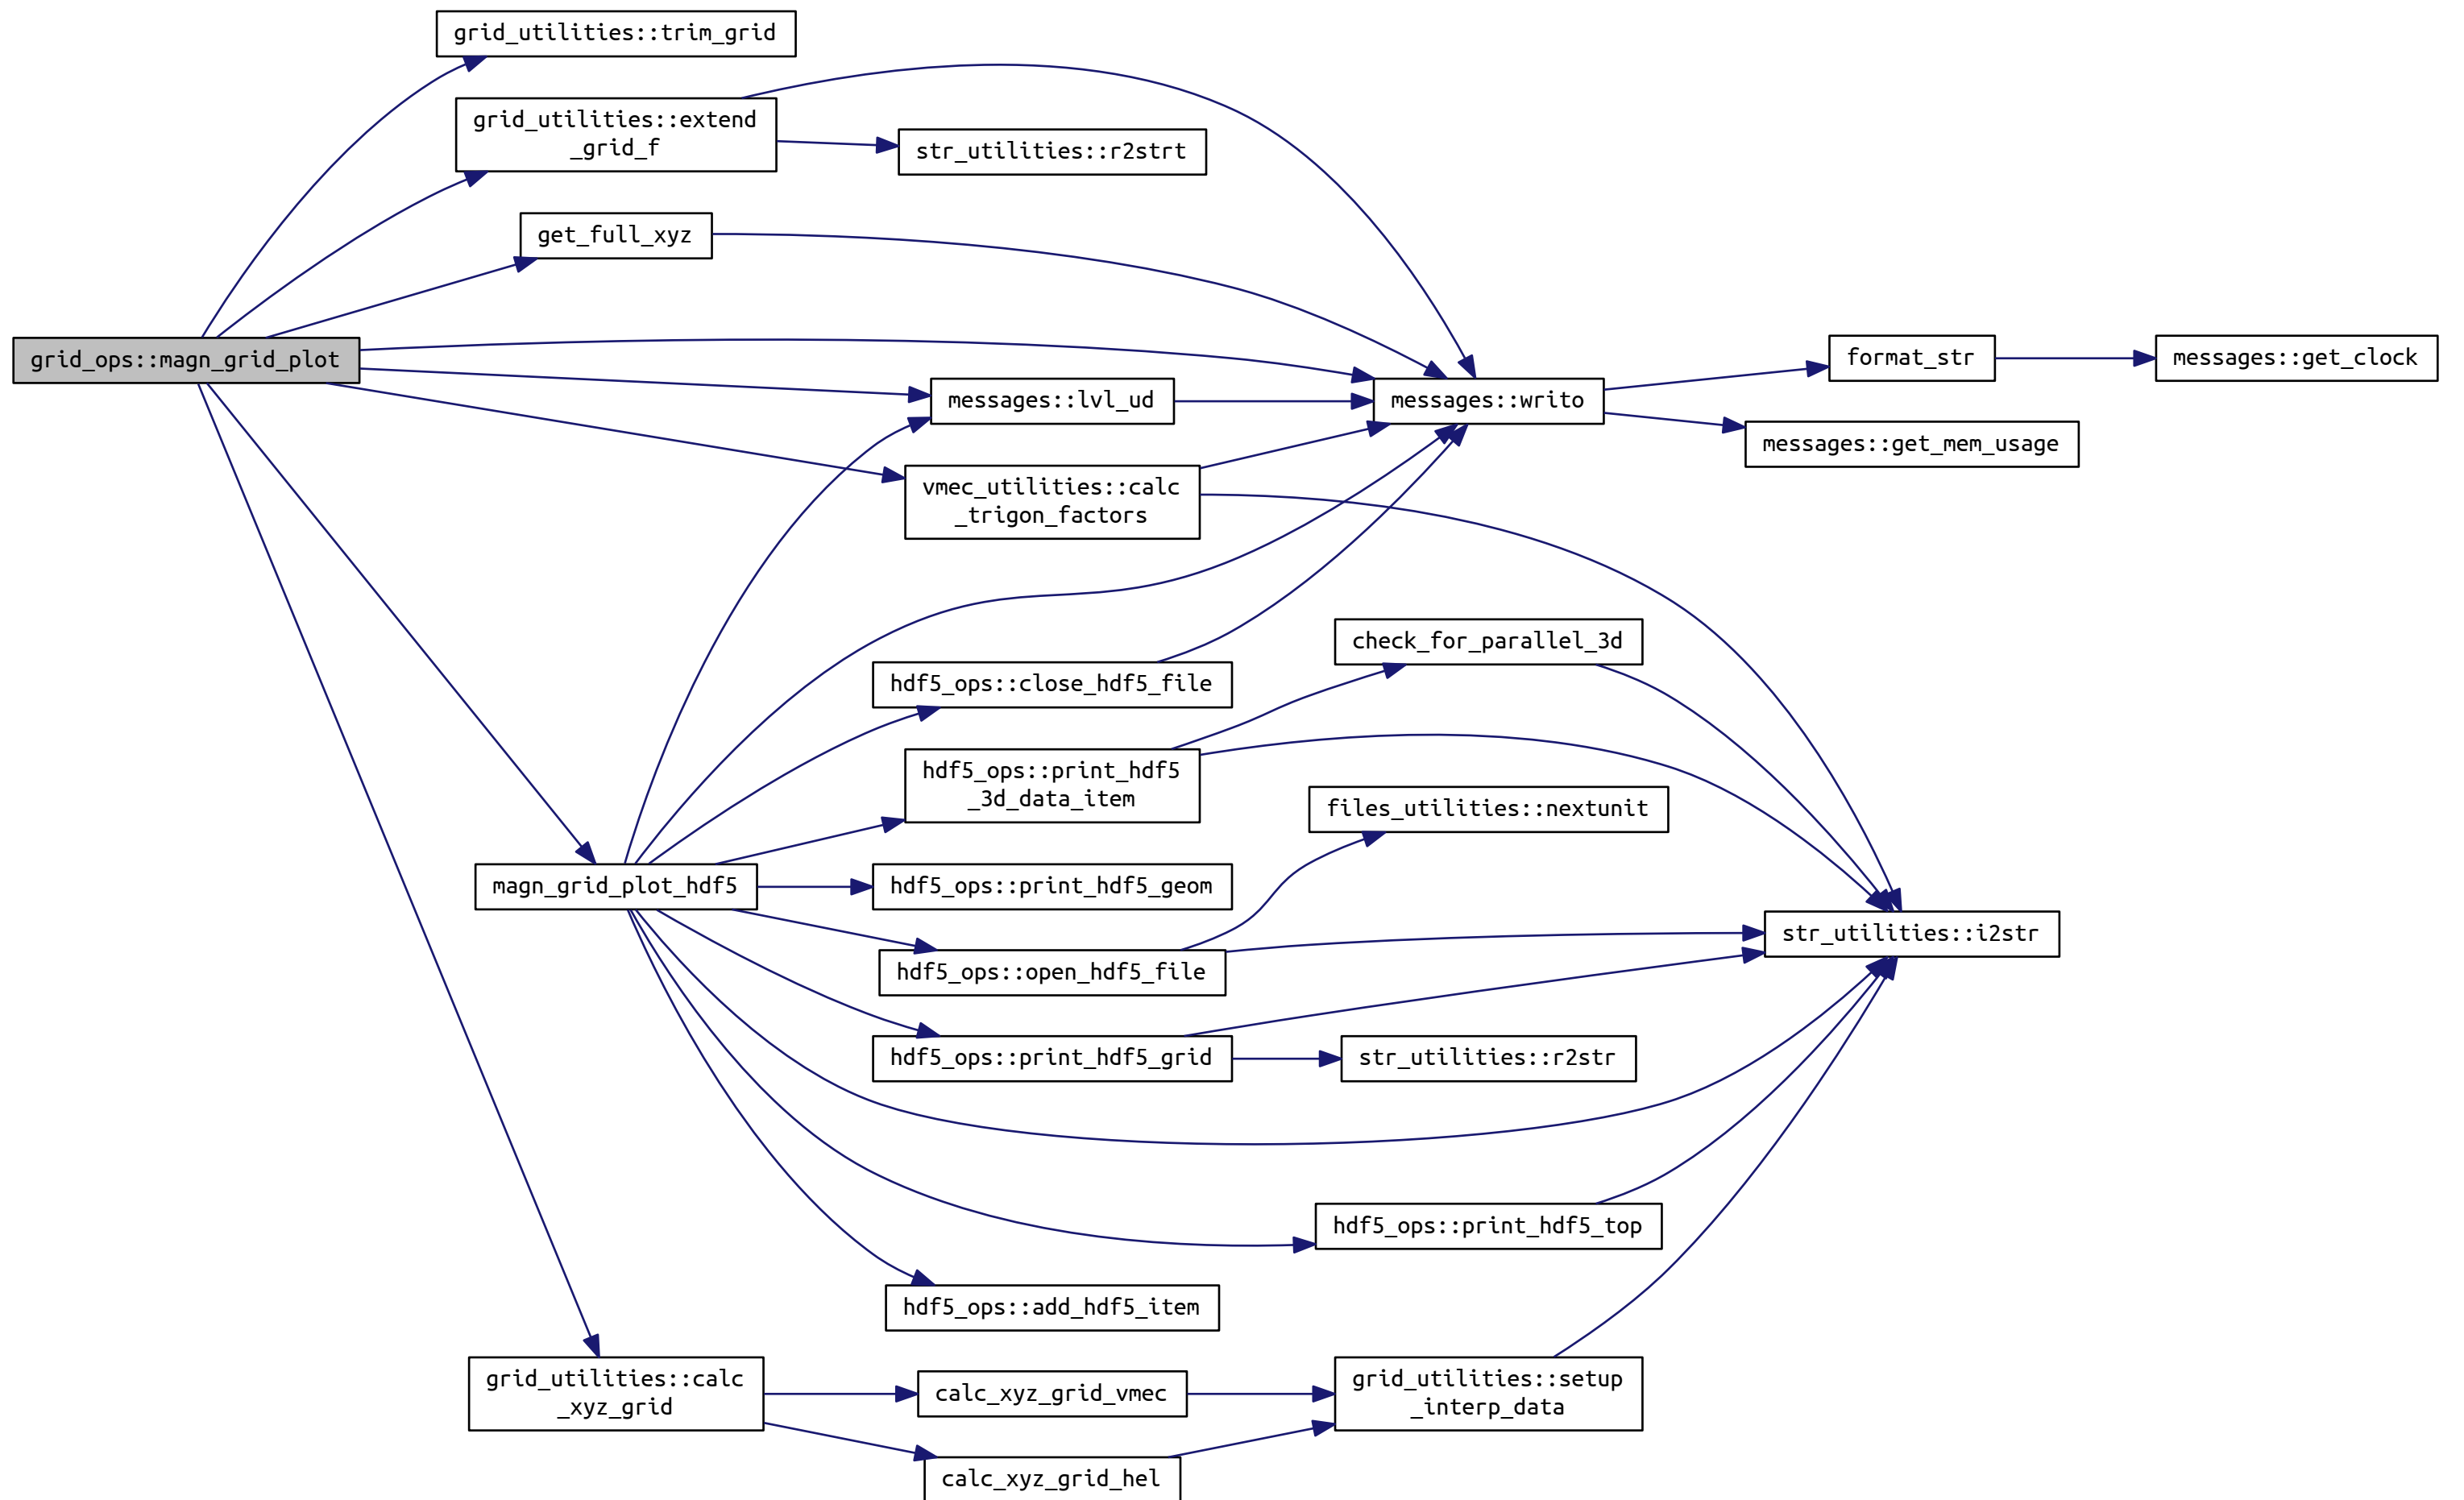 grid_utilities::trim_grid
grid_utilities::extend
_grid_f
str_utilities::r2strt
get_full_xyz
grid_ops::magn_grid_plot
format_str
messages::get_clock
messages::lvl_ud
messages::writo
messages::get_mem_usage
vmec_utilities::calc
_trigon_factors
check_for_parallel_3d
hdf5_ops::close_hdf5_file
hdf5_ops::print_hdf5
_3d_data_item
files_utilities::nextunit
magn_grid_plot_hdf5
hdf5_ops::print_hdf5_geom
str_utilities::i2str
hdf5_ops::open_hdf5_file
hdf5_ops::print_hdf5_grid
str_utilities::r2str
hdf5_ops::print_hdf5_top
hdf5_ops::add_hdf5_item
grid_utilities::calc
_xyz_grid
calc_xyz_grid_vmec
grid_utilities::setup
_interp_data
calc_xyz_grid_hel